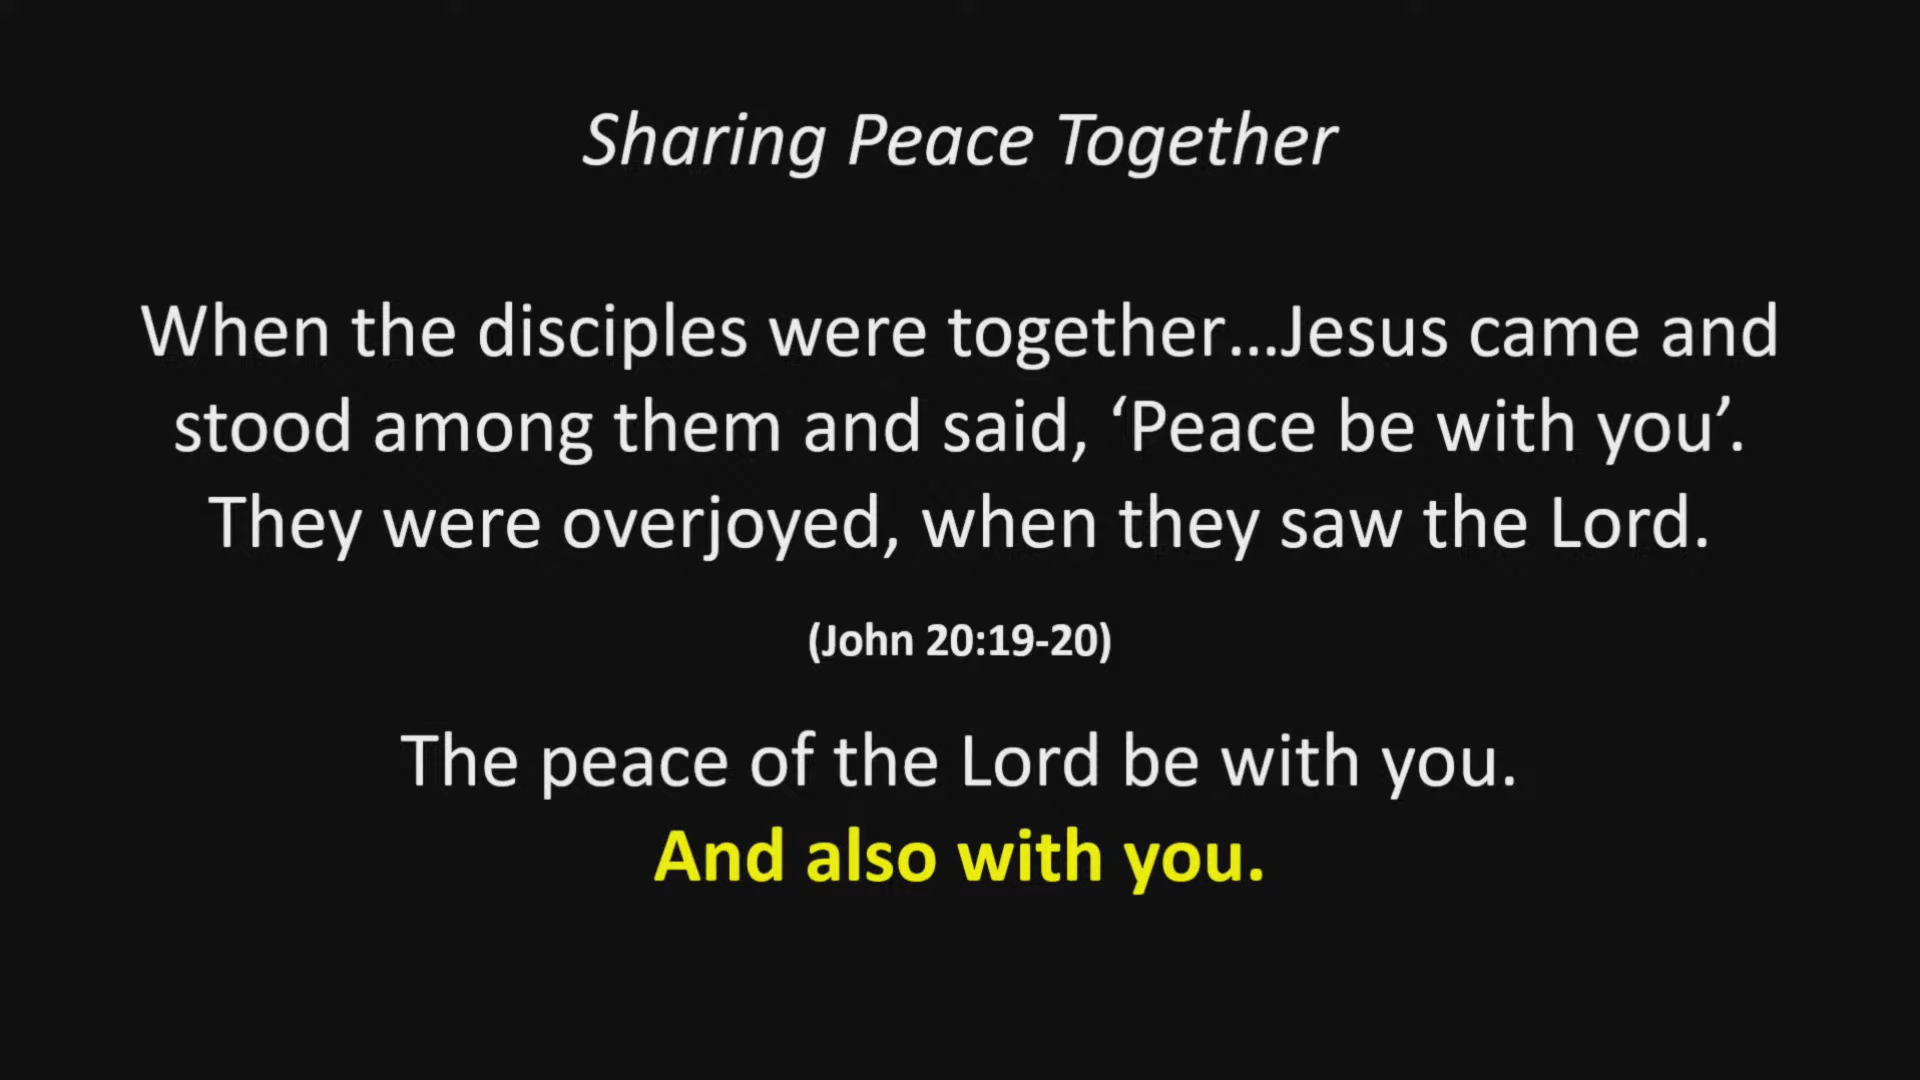 Sharing Peace Together
When the disciples were together...Jesus came and
stood among them and said, ‘Peace be with you’.
They were overjoyed, when they saw the Lord.
(John 20:19-20)
The peace of the Lord be with you.
And also with you.